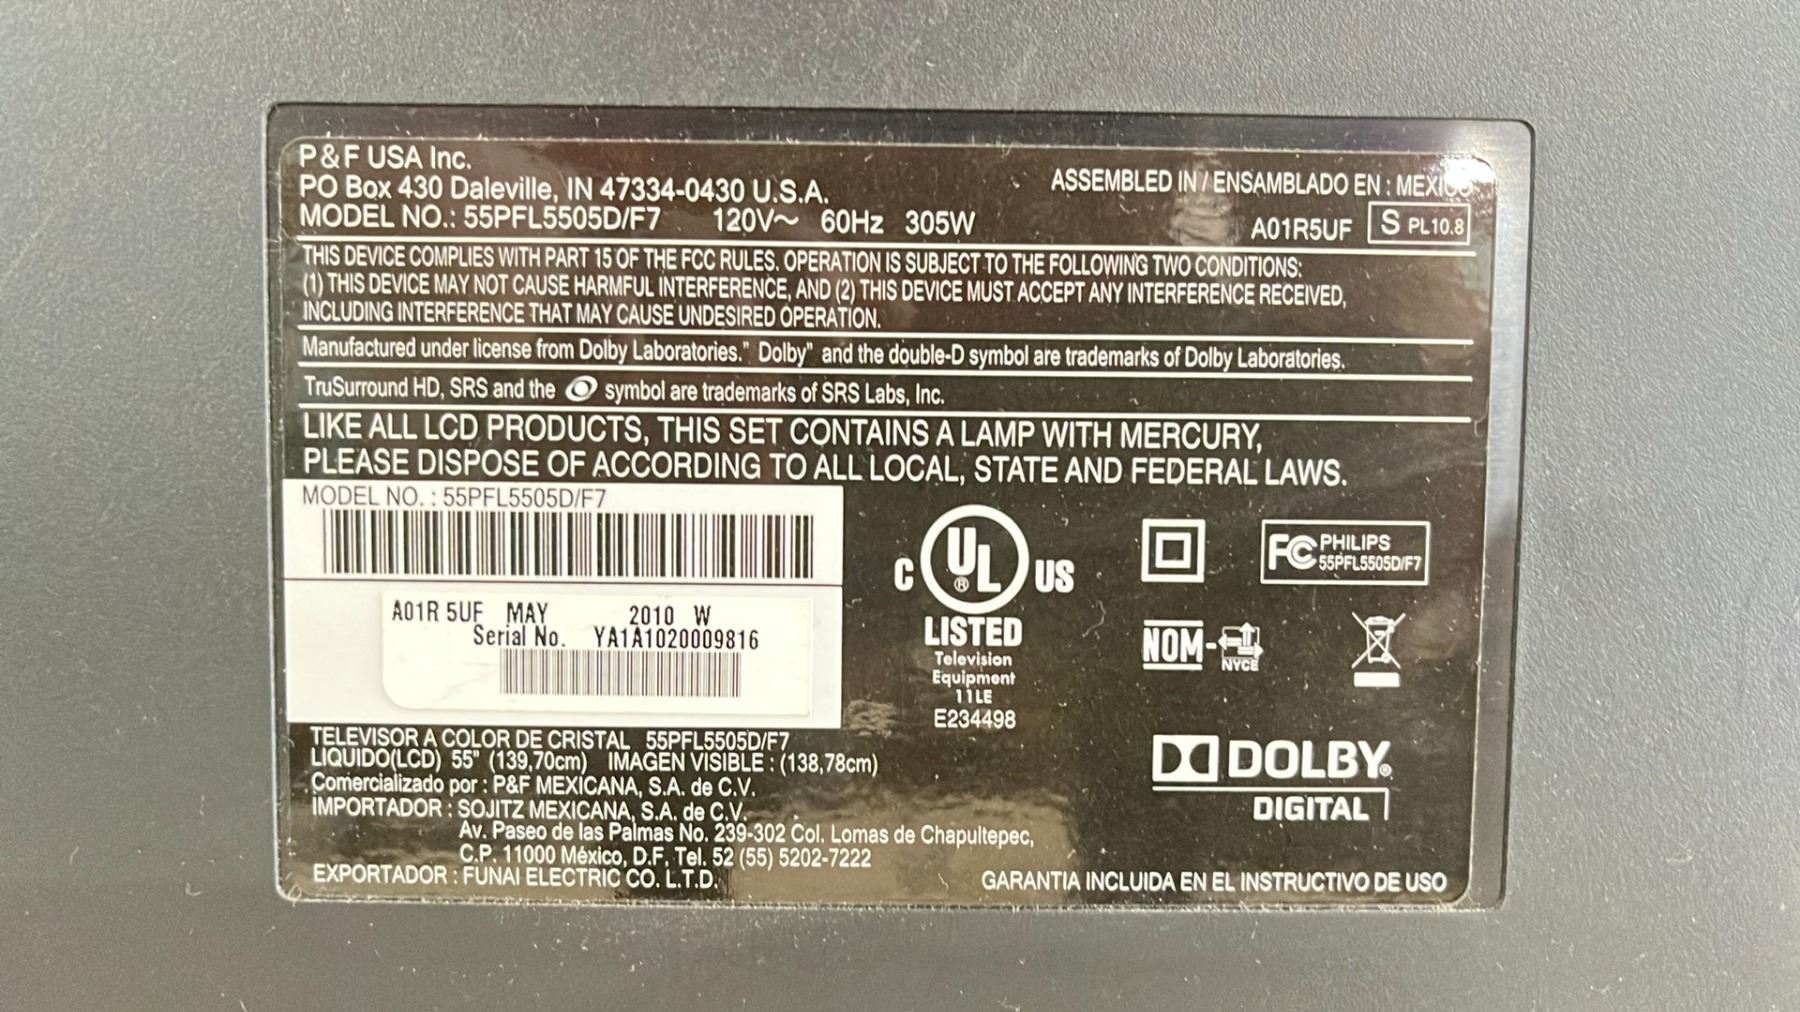 P & F USA Inc.
PO Box 430 Daleville, IN 47334-0430 U.S.A.
MODEL NO.: 55PFL5505D/F7 120V~ 60Hz 305W
ASSEMBLED IN / ENSAMBLADO EN : MEXICO
A01R5UF S PL10.8
THIS DEVICE COMPLIES WITH PART 15 OF THE FCC RULES. OPERATION IS SUBJECT TO THE FOLLOWING TWO CONDITIONS:
(1) THIS DEVICE MAY NOT CAUSE HARMFUL INTERFERENCE, AND (2) THIS DEVICE MUST ACCEPT ANY INTERFERENCE RECEIVED,
INCLUDING INTERFERENCE THAT MAY CAUSE UNDESIRED OPERATION.
Manufactured under license from Dolby Laboratories." Dolby" and the double-D symbol are trademarks of Dolby Laboratories.
TruSurround HD, SRS and the symbol are trademarks of SRS Labs, Inc.
LIKE ALL LCD PRODUCTS, THIS SET CONTAINS A LAMP WITH MERCURY,
PLEASE DISPOSE OF ACCORDING TO ALL LOCAL, STATE AND FEDERAL LAWS.
MODEL NO. : 55PFL5505D/F7
A01R 5UF MAY 2010 W
Serial No. YA1A1020009816
C UL ® US
LISTED
Television
Equipment
11LE
E234498
FC PHILIPS
55PFL5505D/F7
NOM-NYCE
DOLBY®
DIGITAL
TELEVISOR A COLOR DE CRISTAL 55PFL5505D/F7
LIQUIDO(LCD) 55" (139,70cm) IMAGEN VISIBLE : (138,78cm)
Comercializado por : P&F MEXICANA, S.A. de C.V.
IMPORTADOR : SOJITZ MEXICANA, S.A. de C.V.
Av. Paseo de las Palmas No. 239-302 Col. Lomas de Chapultepec,
C.P. 11000 México, D.F. Tel. 52 (55) 5202-7222
EXPORTADOR : FUNAI ELECTRIC CO. L.T.D.
GARANTIA INCLUIDA EN EL INSTRUCTIVO DE USO